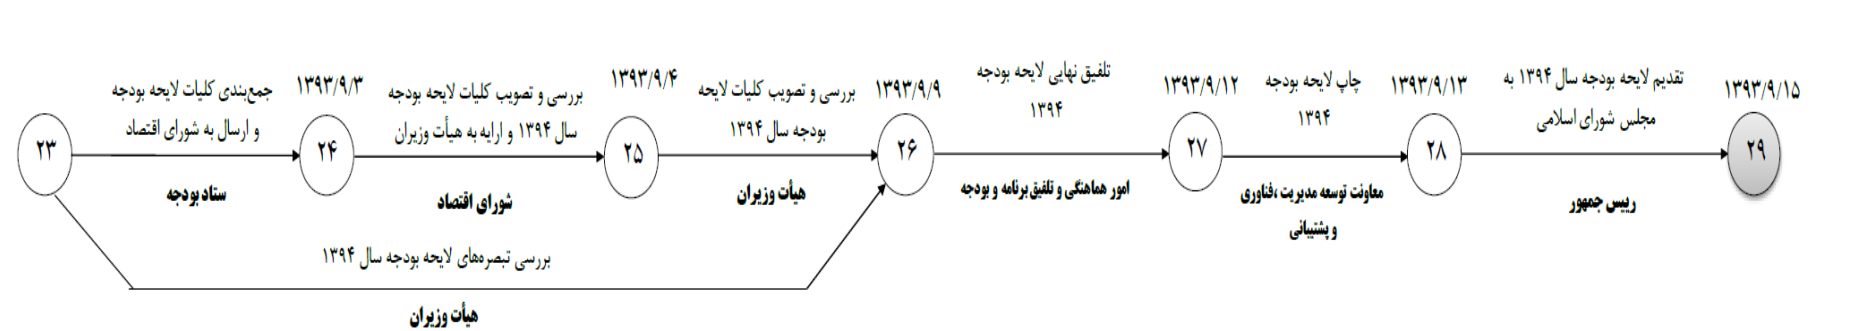 جمع‌بندی کلیات لایحه بودجه
و ارسال به شورای اقتصاد
۱۳۹۳/۹/۳
بررسی و تصویب کلیات لایحه بودجه
سال ۱۳۹۴ و ارایه به هیأت وزیران
۱۳۹۳/۹/۴
بررسی و تصویب کلیات لایحه
بودجه سال ۱۳۹۴
۱۳۹۳/۹/۹
تلفیق نهایی لایحه بودجه
۱۳۹۴
۱۳۹۳/۹/۱۲
چاپ لایحه بودجه
۱۳۹۴
۱۳۹۳/۹/۱۳
تقدیم لایحه بودجه سال ۱۳۹۴ به
مجلس شورای اسلامی
۱۳۹۳/۹/۱۵
۲۳
۲۴
۲۵
۲۶
۲۷
۲۸
۲۹
ستاد بودجه
شورای اقتصاد
هیأت وزیران
امور هماهنگی و تلفیق برنامه و بودجه
معاونت توسعه مدیریت ،فناوری
و پشتیبانی
رییس جمهور
بررسی تبصره‌های لایحه بودجه سال ۱۳۹۴
هیأت وزیران